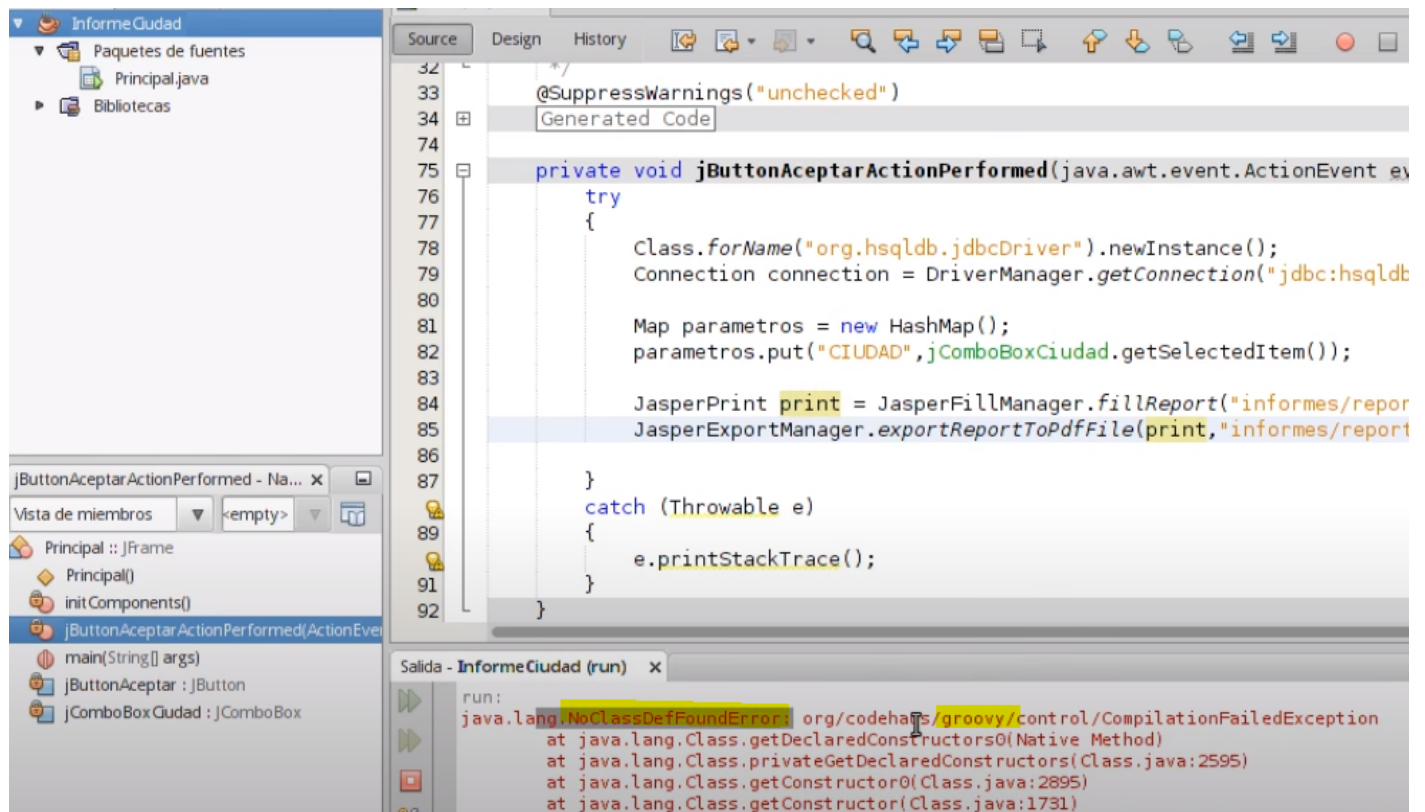 InformeCiudad
Paquetes de fuentes
Principal.java
Bibliotecas
Source Design History
32 */
33 @SuppressWarnings("unchecked")
34 Generated Code
74
75 private void jButtonAceptarActionPerformed(java.awt.event.ActionEvent ev
76 try
77 {
78 Class.forName("org.hsqldb.jdbcDriver").newInstance();
79 Connection connection = DriverManager.getConnection("jdbc:hsqldb
80
81 Map parametros = new HashMap();
82 parametros.put("CIUDAD",jComboBoxCiudad.getSelectedItem());
83
84 JasperPrint print = JasperFillManager.fillReport("informes/repor
85 JasperExportManager.exportReportToPdfFile(print,"informes/report
86
87 }
catch (Throwable e)
89 {
e.printStackTrace();
91 }
92 }
jButtonAceptarActionPerformed - Na...
Vista de miembros <empty>
Principal :: JFrame
Principal()
initComponents()
jButtonAceptarActionPerformed(ActionEve
main(String[] args)
jButtonAceptar : JButton
jComboBoxCiudad : JComboBox
Salida - InformeCiudad (run)
run:
java.lang.NoClassDefFoundError: org/codehaus/groovy/control/CompilationFailedException
at java.lang.Class.getDeclaredConstructors0(Native Method)
at java.lang.Class.privateGetDeclaredConstructors(Class.java:2595)
at java.lang.Class.getConstructor0(Class.java:2895)
at java.lang.Class.getConstructor(Class.java:1731)